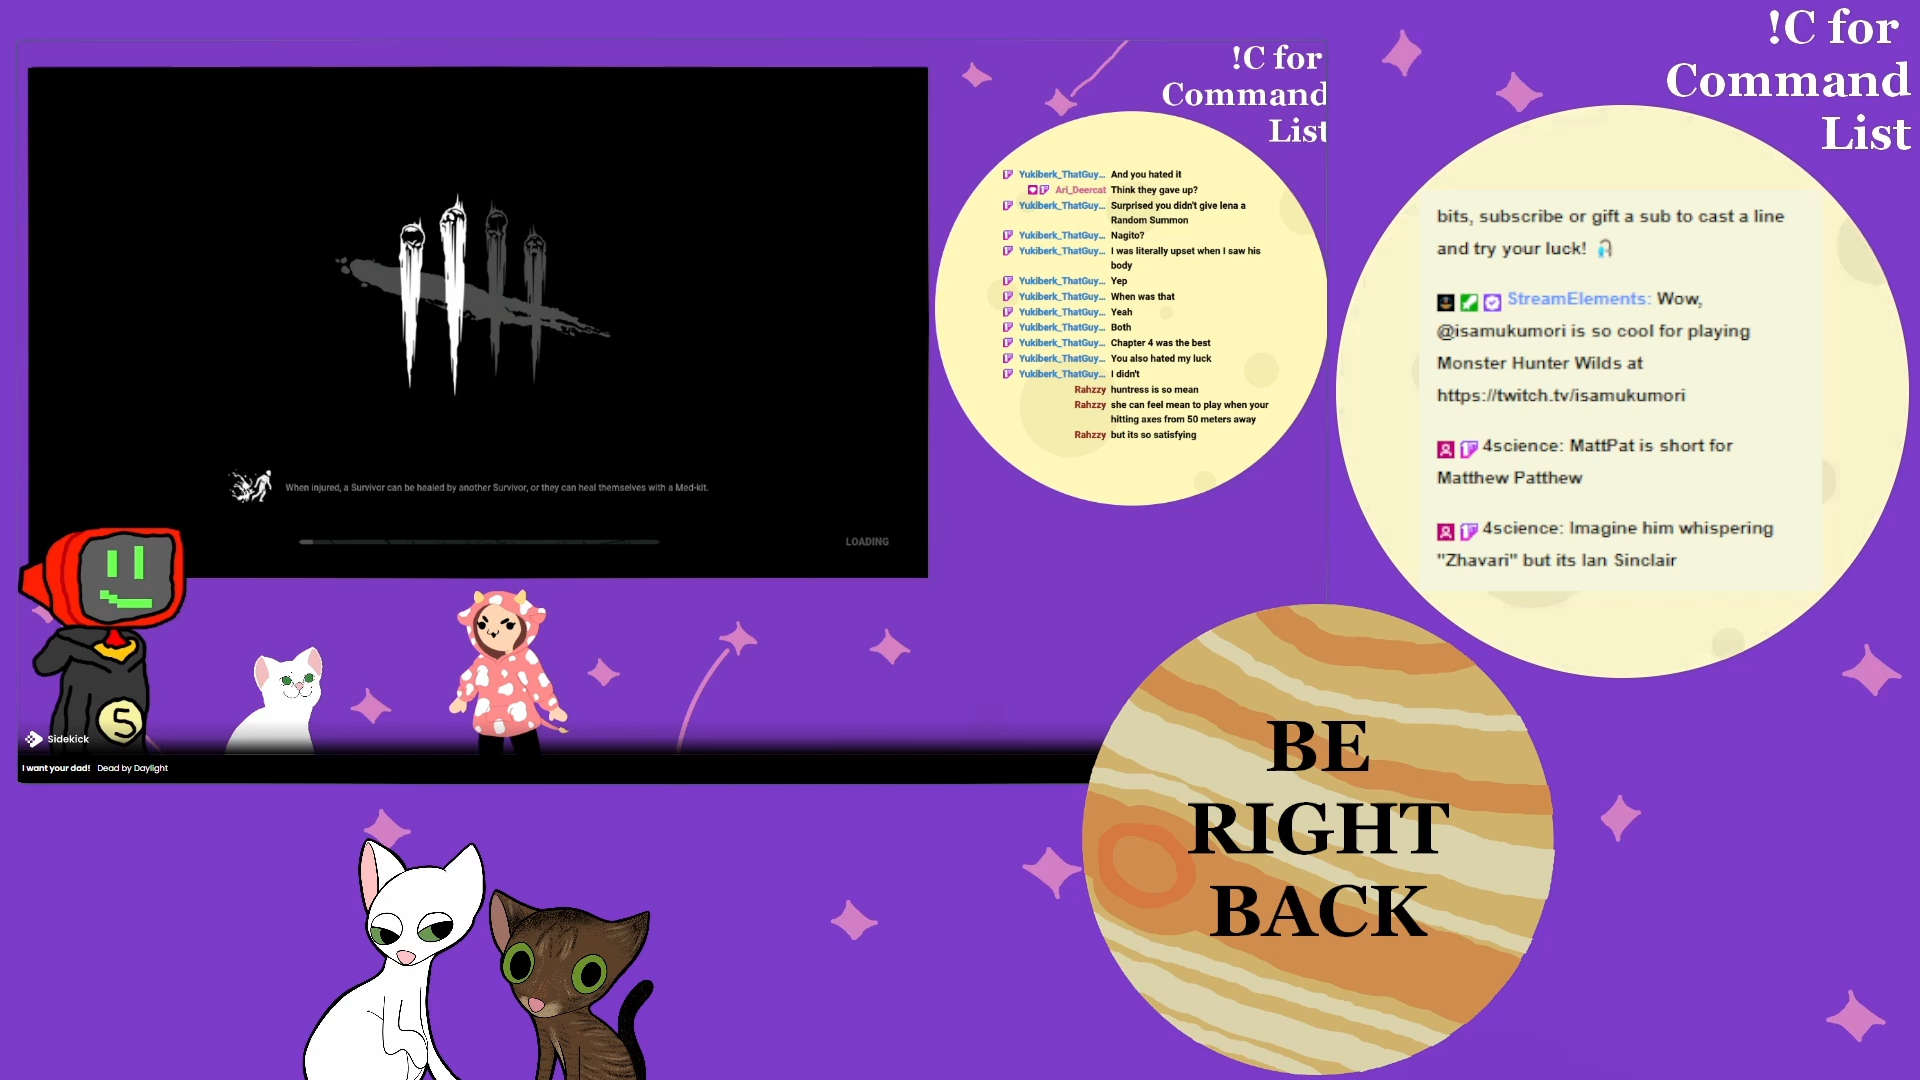 !C for
Command
List
!C for
Command
List
Yukiberk_ThatGuy... And you hated it
Ari_Deercat Think they gave up?
Yukiberk_ThatGuy... Surprised you didn't give lena a
Random Summon
Yukiberk_ThatGuy... Nagito?
Yukiberk_ThatGuy... I was literally upset when I saw his
body
Yukiberk_ThatGuy... Yep
Yukiberk_ThatGuy... When was that
Yukiberk_ThatGuy... Yeah
Yukiberk_ThatGuy... Both
Yukiberk_ThatGuy... Chapter 4 was the best
Yukiberk_ThatGuy... You also hated my luck
Yukiberk_ThatGuy... I didn't
Rahzzy huntress is so mean
Rahzzy she can feel mean to play when your
hitting axes from 50 meters away
Rahzzy but its so satisfying
bits, subscribe or gift a sub to cast a line
and try your luck!
StreamElements: Wow,
@isamukumori is so cool for playing
Monster Hunter Wilds at
https://twitch.tv/isamukumori
4science: MattPat is short for
Matthew Patthew
4science: Imagine him whispering
"Zhavari" but its Ian Sinclair
When injured, a Survivor can be healed by another Survivor, or they can heal themselves with a Med-kit.
LOADING
S
Sidekick
I want your dad! Dead by Daylight
BE
RIGHT
BACK